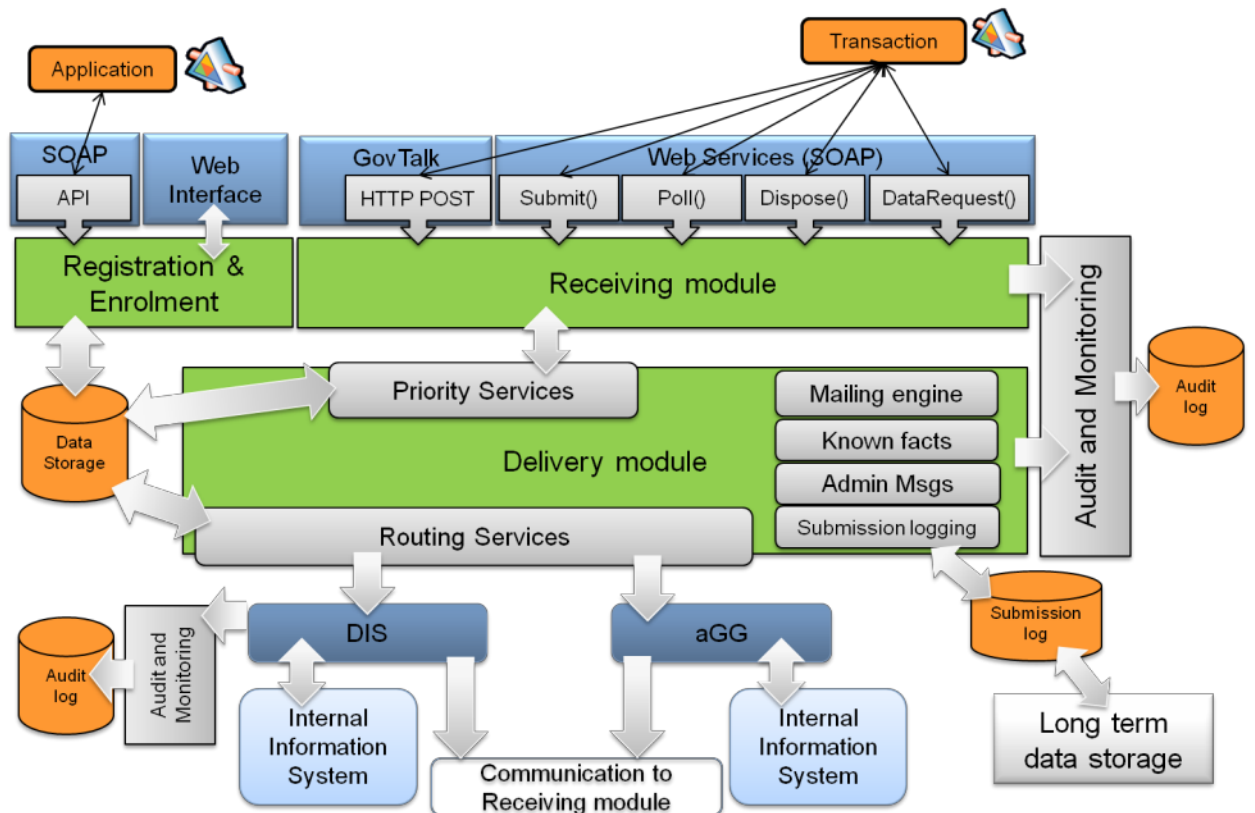 Application
Transaction
SOAP
API
Web
Interface
GovTalk
HTTP POST
Web Services (SOAP)
Submit()
Poll()
Dispose()
DataRequest()
Registration &
Enrolment
Receiving module
Audit and Monitoring
Audit
log
Data
Storage
Priority Services
Delivery module
Mailing engine
Known facts
Admin Msgs
Submission logging
Routing Services
DIS
aGG
Submission
log
Audit
log
Audit and
Monitoring
Internal
Information
System
Communication to
Receiving module
Internal
Information
System
Long term
data storage